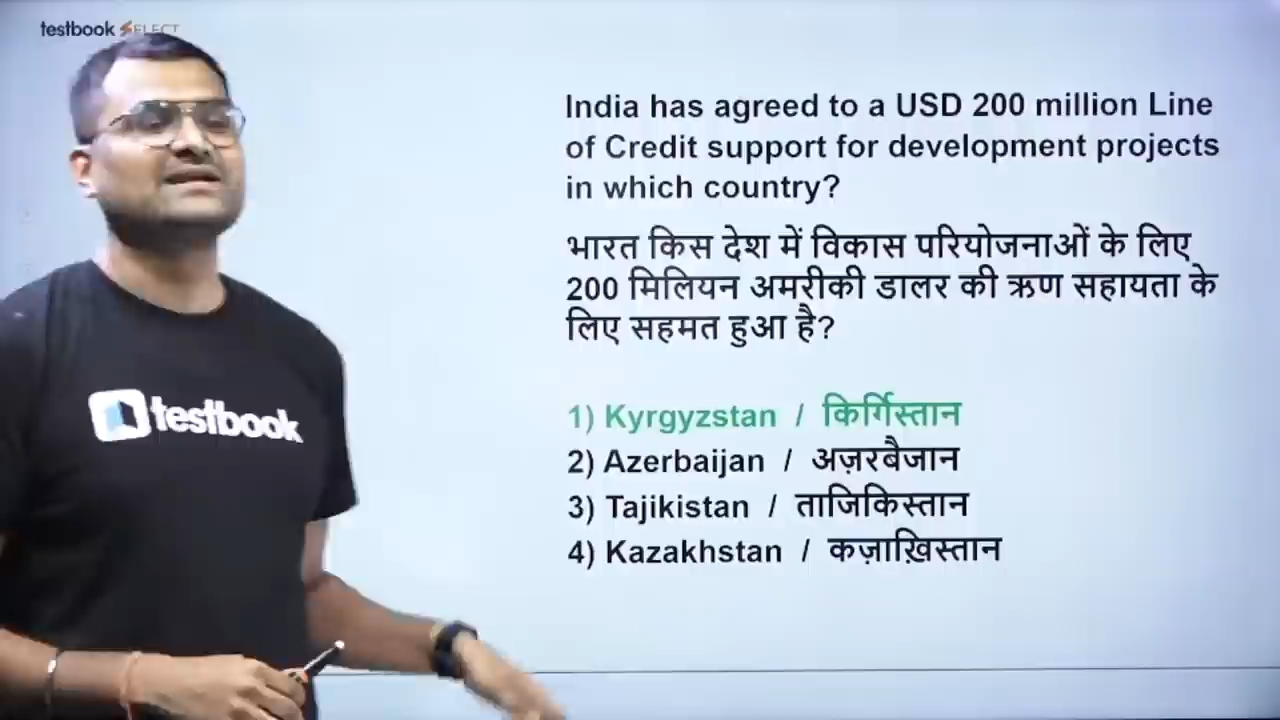 testbook SELECT
India has agreed to a USD 200 million Line
of Credit support for development projects
in which country?
भारत किस देश में विकास परियोजनाओं के लिए
200 मिलियन अमरीकी डालर की ऋण सहायता के
लिए सहमत हुआ है?
1) Kyrgyzstan / किर्गिस्तान
2) Azerbaijan / अज़रबैजान
3) Tajikistan / ताजिकिस्तान
4) Kazakhstan / कज़ाख़िस्तान
testbook